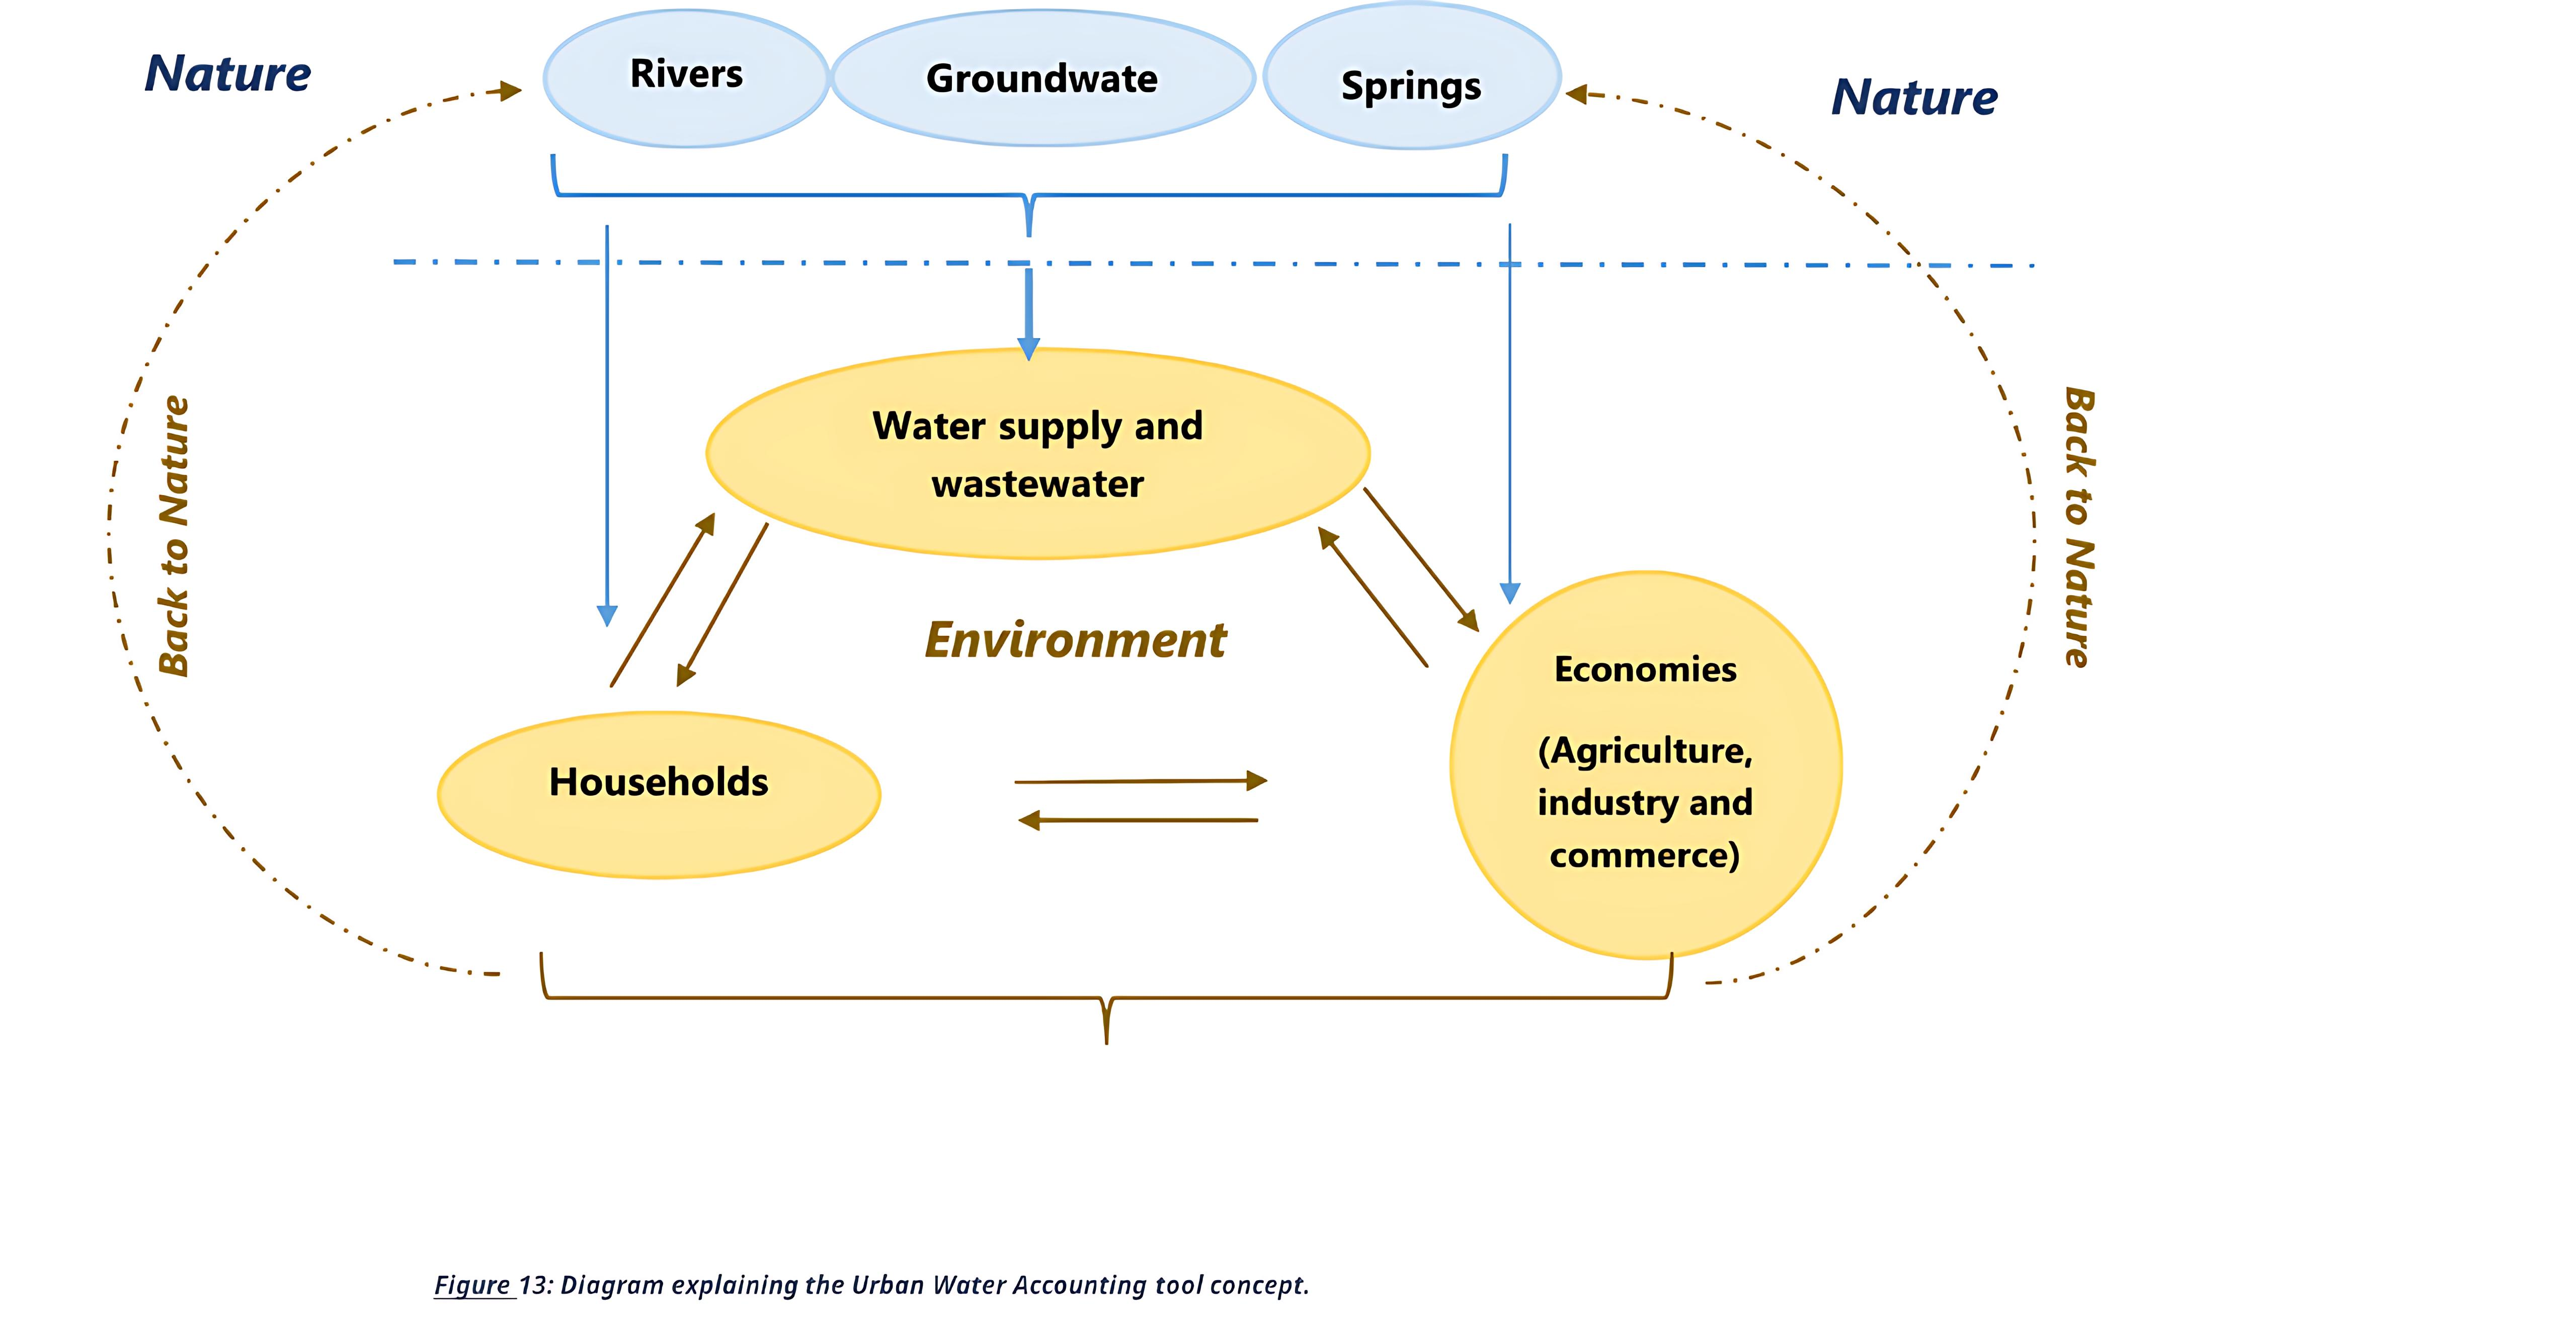 Nature
Rivers
Groundwate
Springs
Nature
Water supply and
wastewater
Back to Nature
Back to Nature
Environment
Households
Economies
(Agriculture,
industry and
commerce)
Figure 13: Diagram explaining the Urban Water Accounting tool concept.